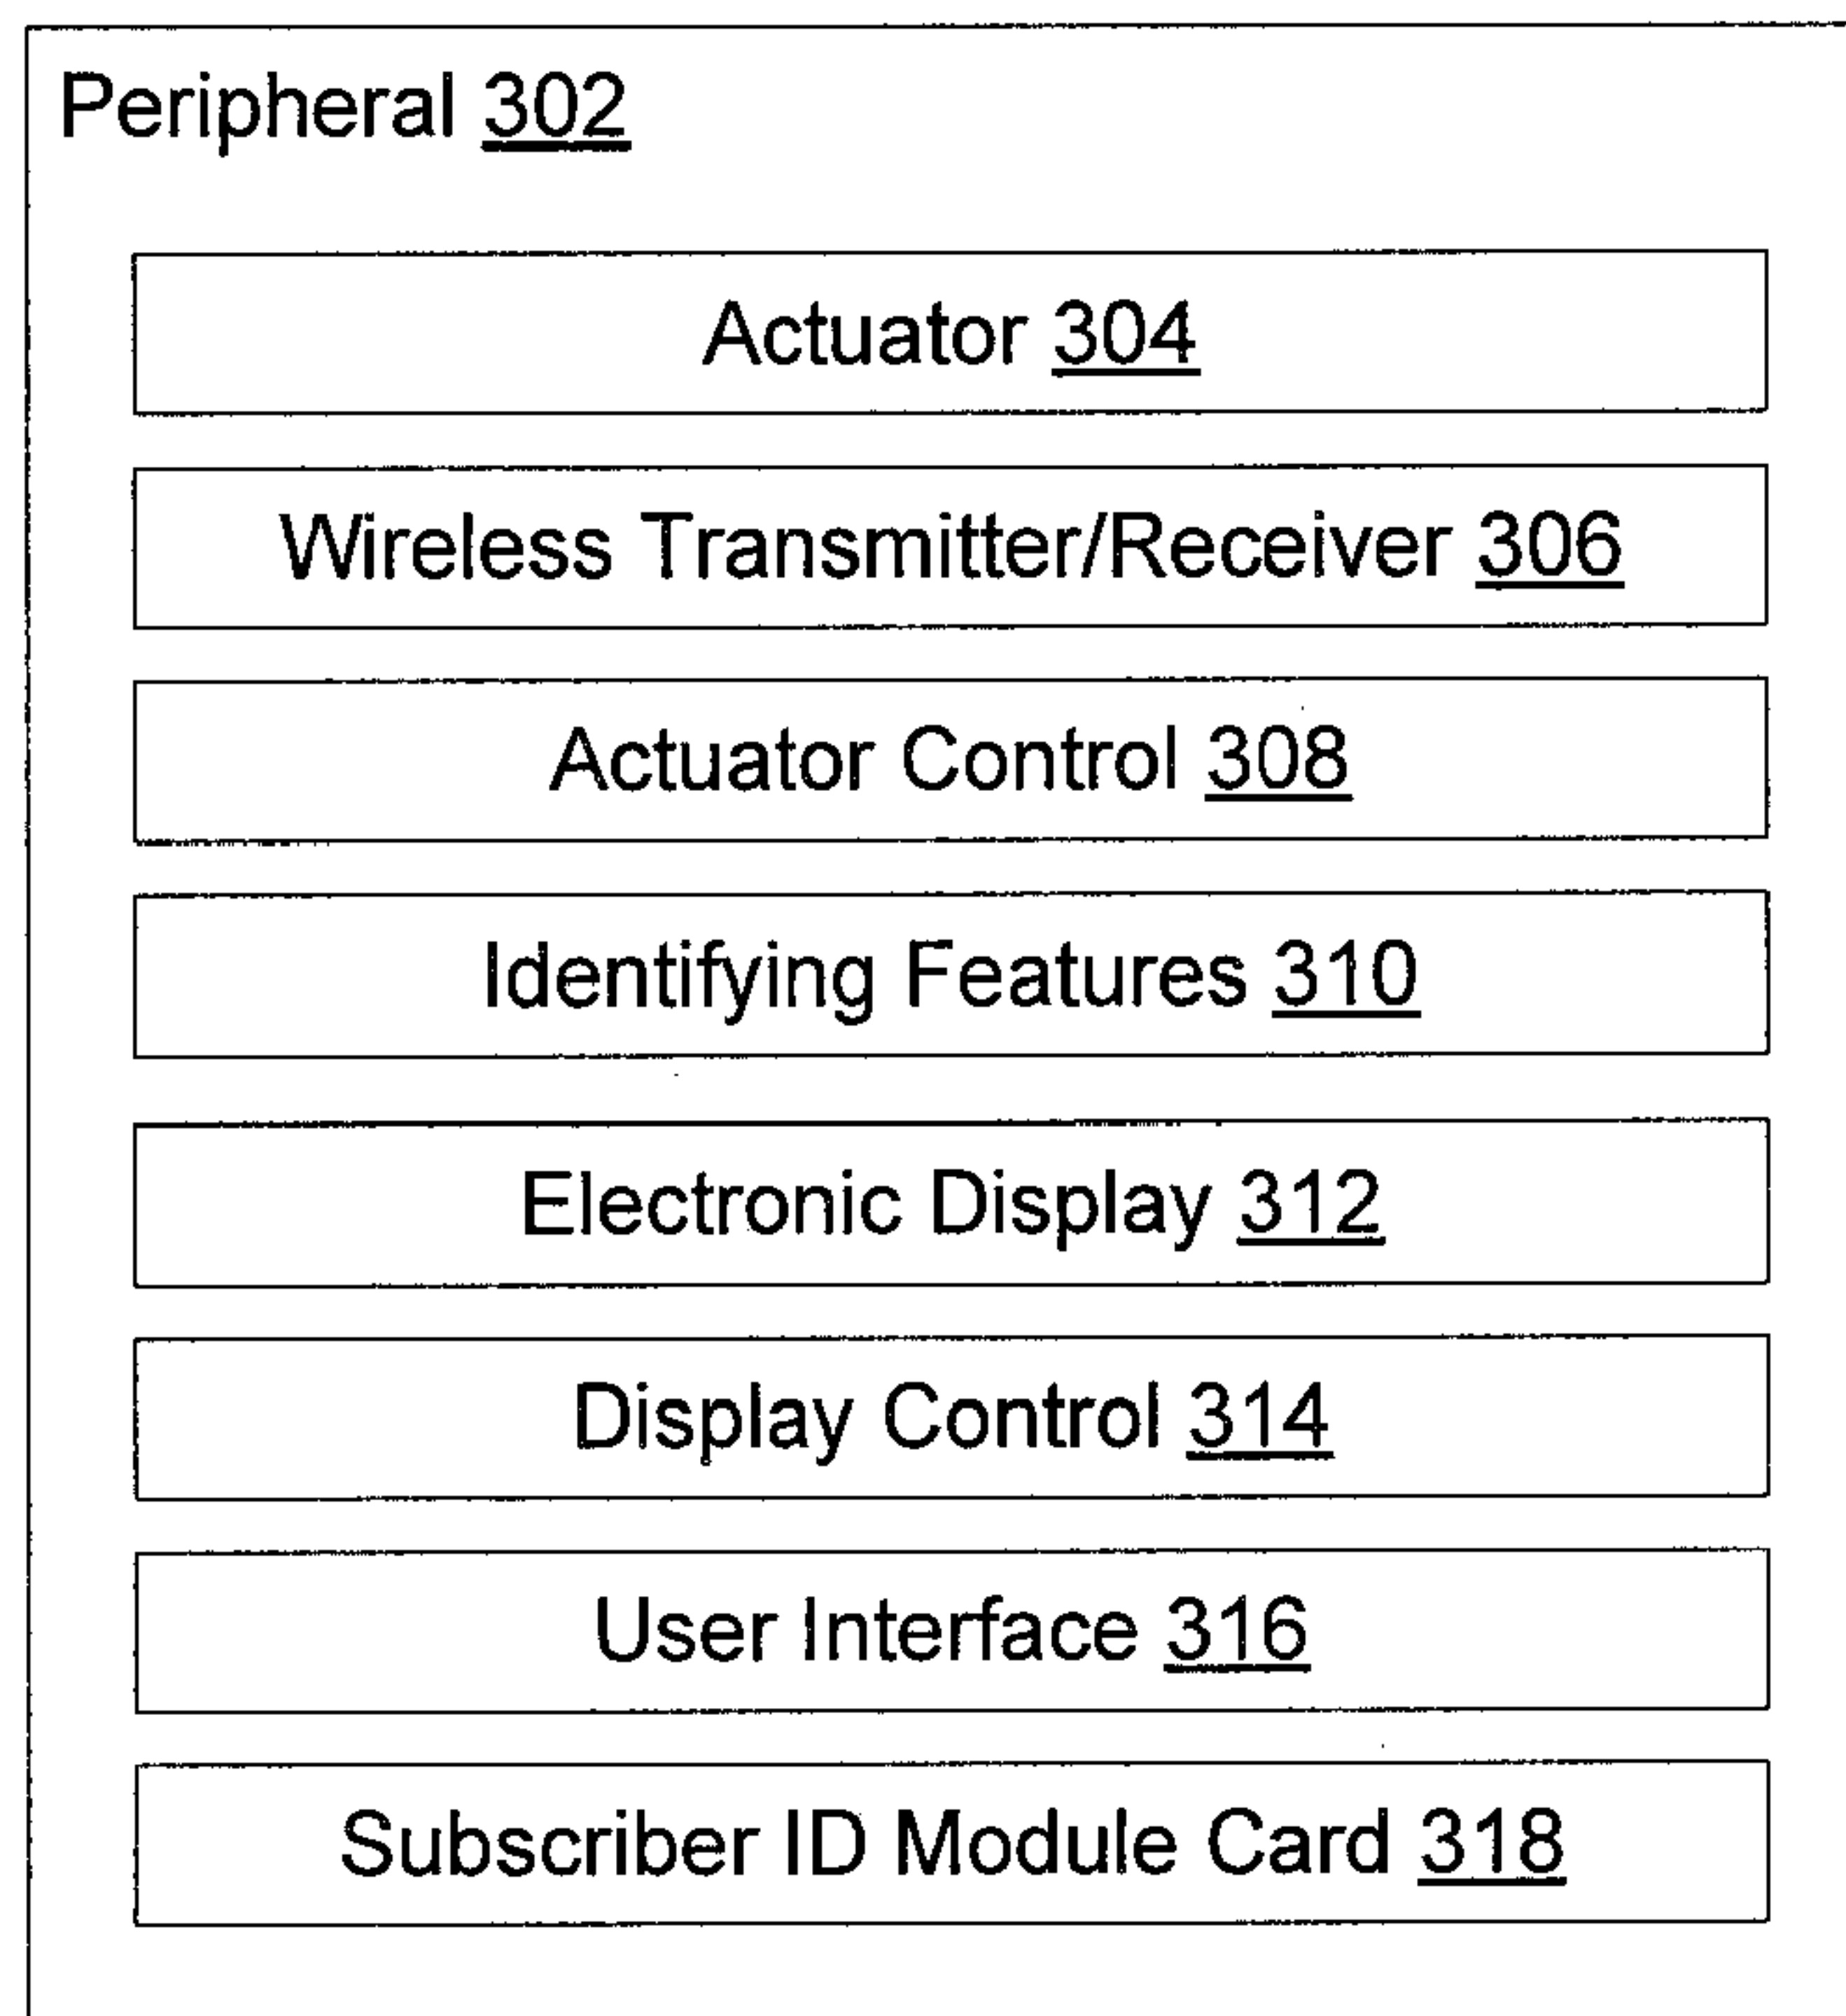 Peripheral 302
Actuator 304
Wireless Transmitter/Receiver 306
Actuator Control 308
Identifying Features 310
Electronic Display 312
Display Control 314
User Interface 316
Subscriber ID Module Card 318